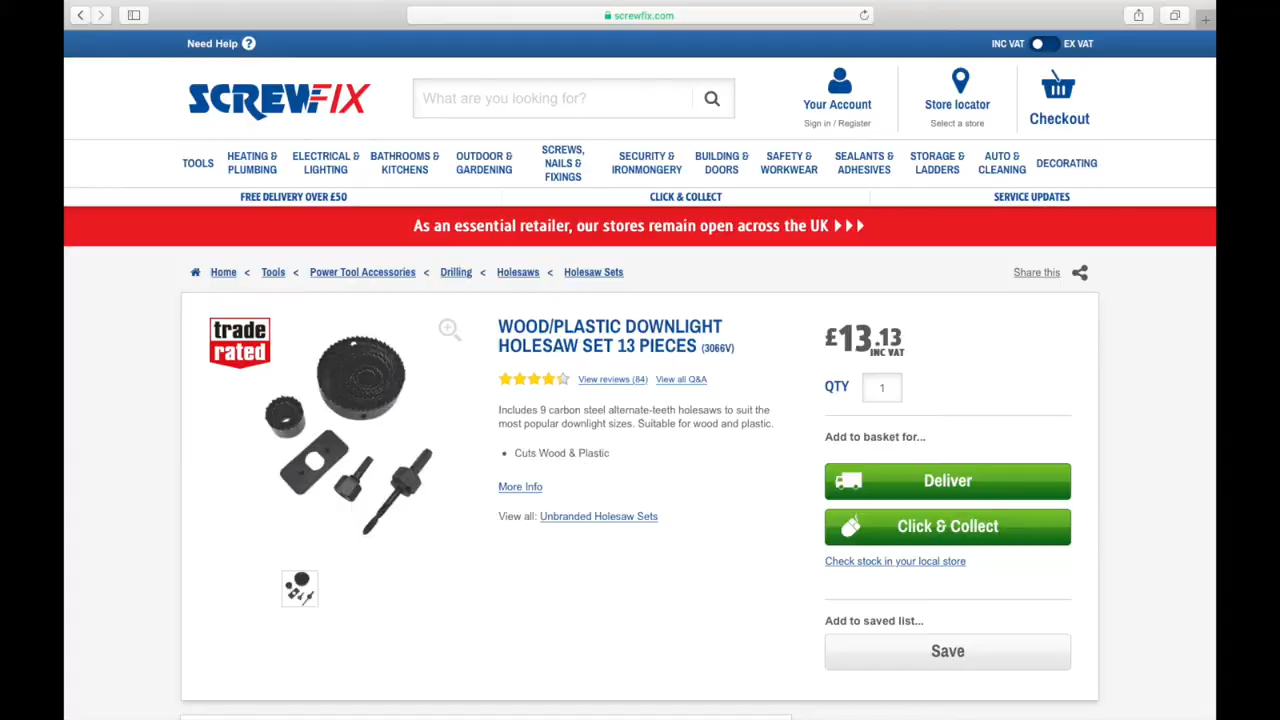 screwfix.com
Need Help ?
INC VAT EX VAT
SCREWFIX
What are you looking for?
Your Account
Sign in / Register
Store locator
Select a store
Checkout
TOOLS
HEATING &
PLUMBING
ELECTRICAL &
LIGHTING
BATHROOMS &
KITCHENS
OUTDOOR &
GARDENING
SCREWS,
NAILS &
FIXINGS
SECURITY &
IRONMONGERY
BUILDING &
DOORS
SAFETY &
WORKWEAR
SEALANTS &
ADHESIVES
STORAGE &
LADDERS
AUTO &
CLEANING
DECORATING
FREE DELIVERY OVER £50
CLICK & COLLECT
SERVICE UPDATES
As an essential retailer, our stores remain open across the UK
Home < Tools < Power Tool Accessories < Drilling < Holesaws < Holesaw Sets
Share this
trade
rated
WOOD/PLASTIC DOWNLIGHT
HOLESAW SET 13 PIECES (3066V)
View reviews (84) View all Q&A
Includes 9 carbon steel alternate-teeth holesaws to suit the
most popular downlight sizes. Suitable for wood and plastic.
• Cuts Wood & Plastic
More Info
View all: Unbranded Holesaw Sets
£13.13
INC VAT
QTY 1
Add to basket for...
Deliver
Click & Collect
Check stock in your local store
Add to saved list...
Save